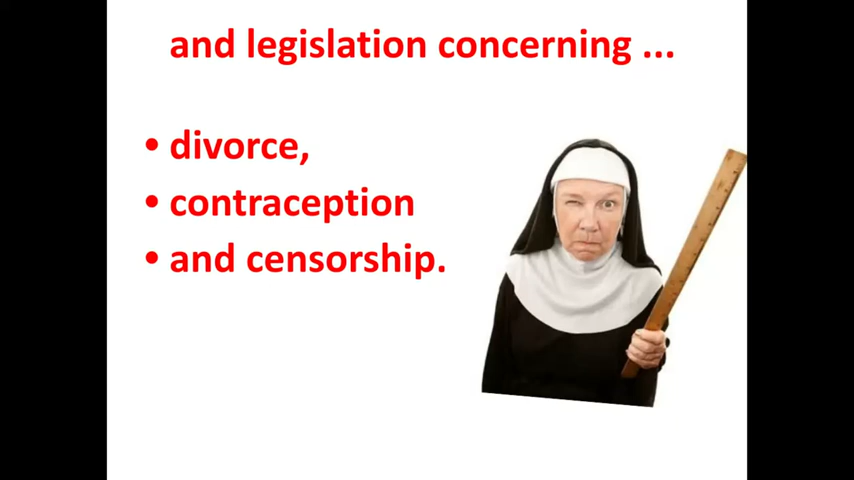 and legislation concerning ...
• divorce,
• contraception
• and censorship.